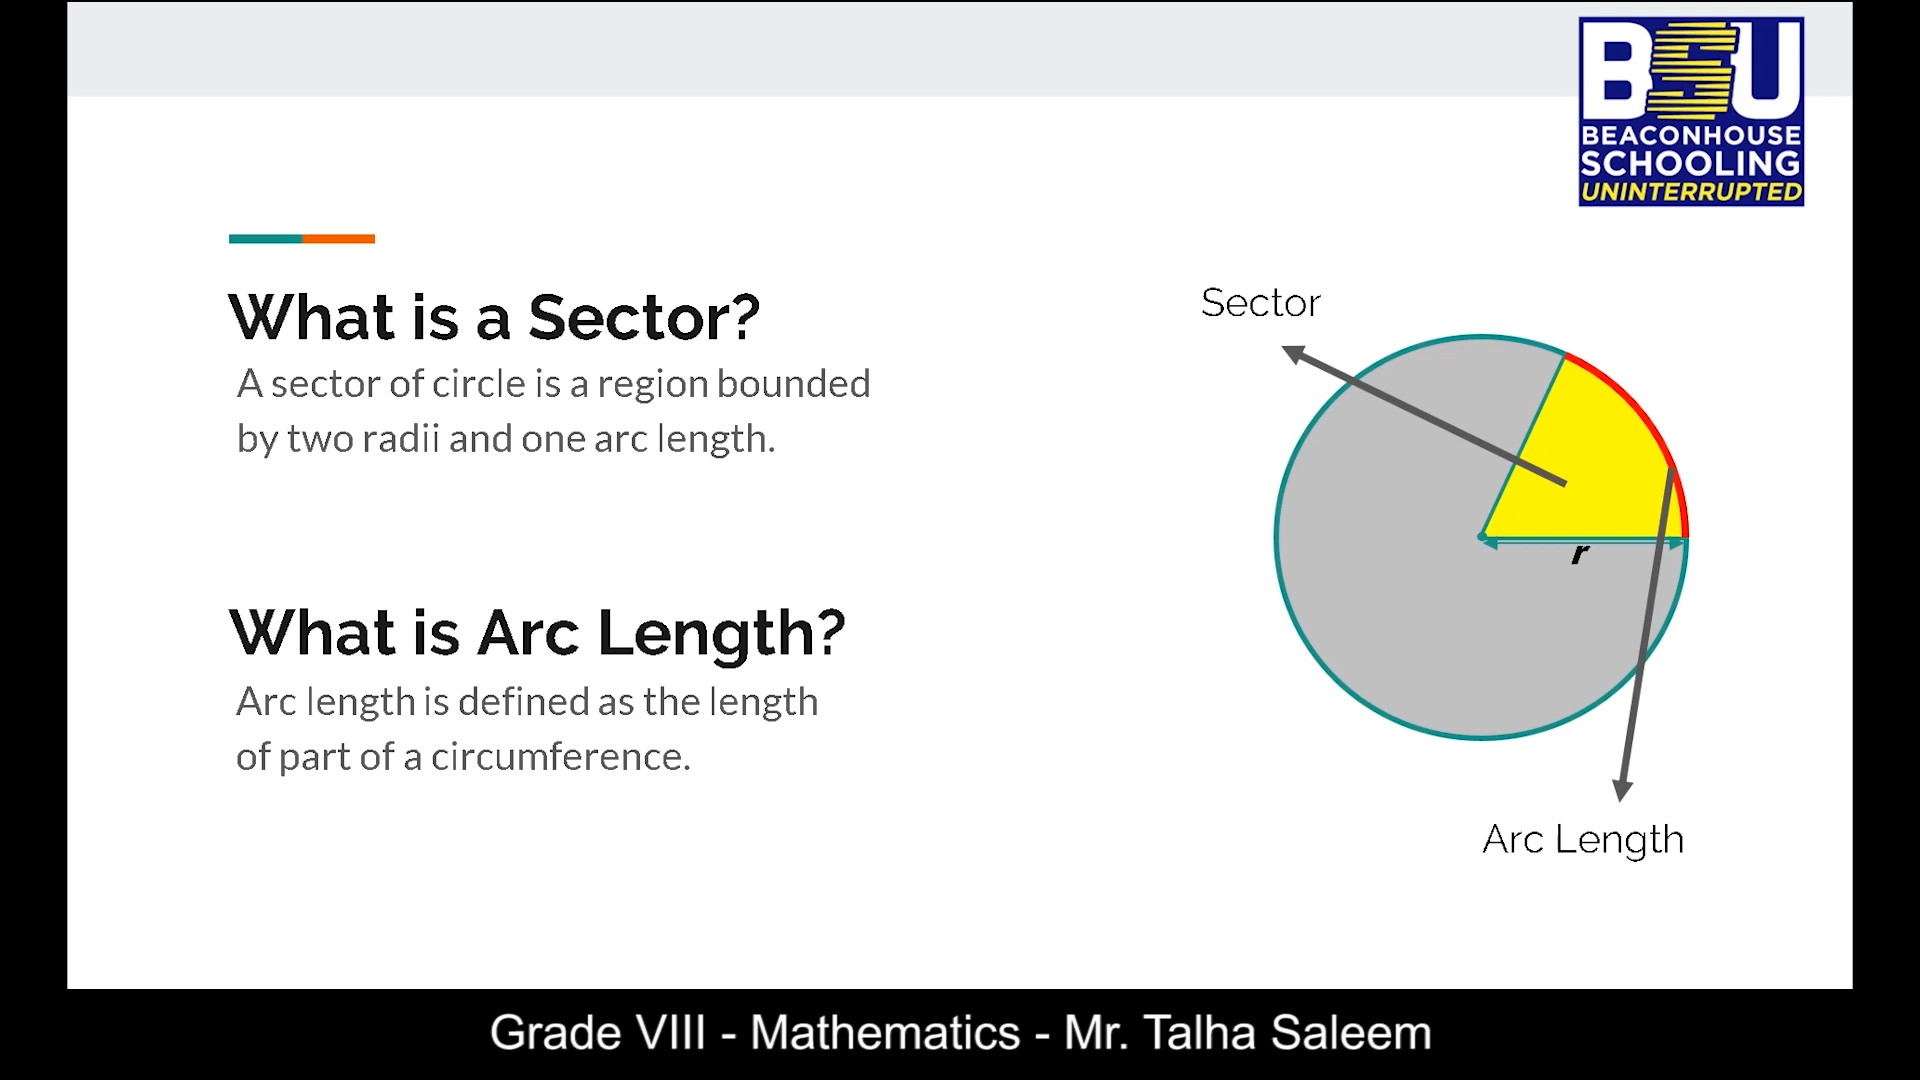 BSU
BEACONHOUSE
SCHOOLING
UNINTERRUPTED
What is a Sector?
A sector of circle is a region bounded
by two radii and one arc length.
What is Arc Length?
Arc length is defined as the length
of part of a circumference.
Sector
r
Arc Length
Grade VIII - Mathematics - Mr. Talha Saleem